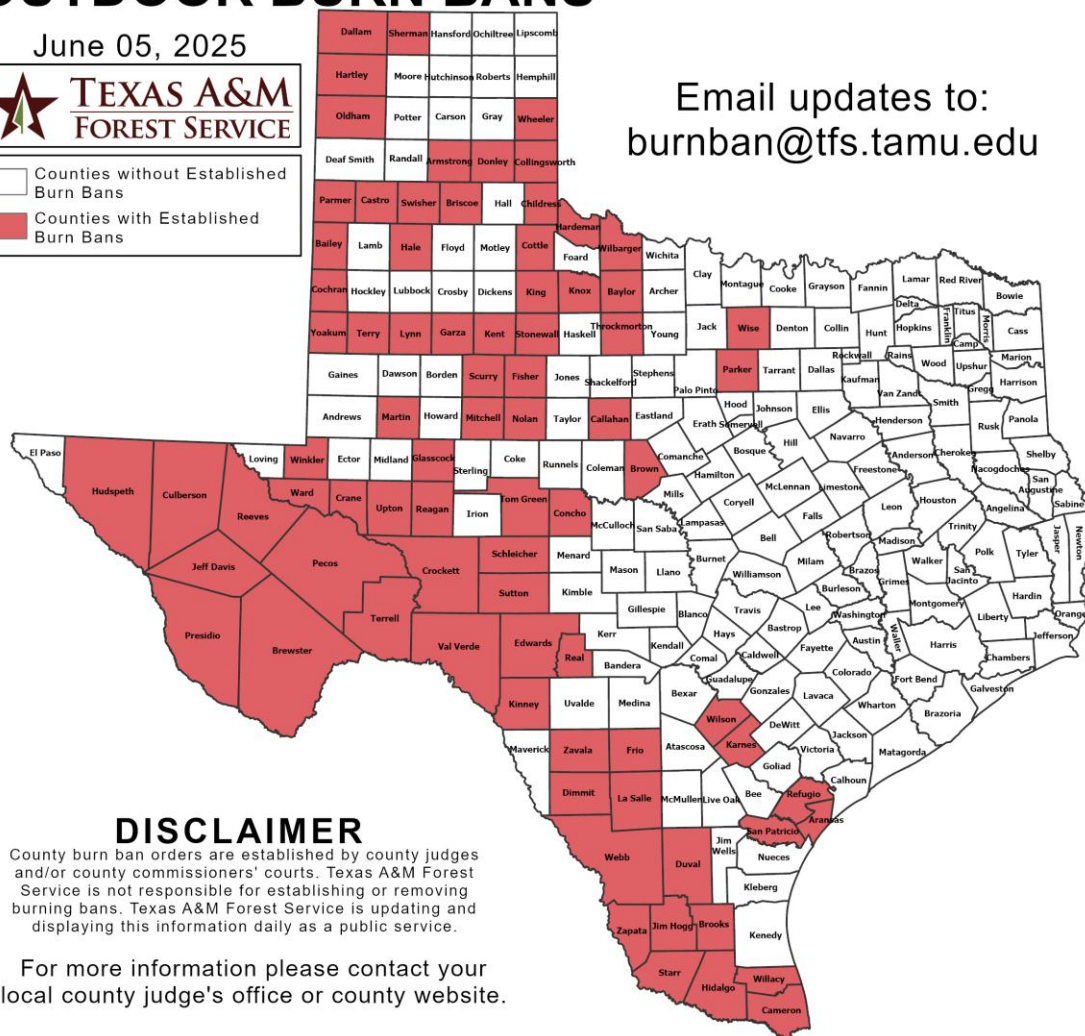 OUTDOOR BURN BANS
June 05, 2025
TEXAS A&M
FOREST SERVICE
Counties without Established
Burn Bans
Counties with Established
Burn Bans
Email updates to:
burnban@tfs.tamu.edu
Dallam Sherman Hansford Ochiltree Lipscomb
Hartley Moore Hutchinson Roberts Hemphill
Oldham Potter Carson Gray Wheeler
Deaf Smith Randall Armstrong Donley Collingsworth
Parmer Castro Swisher Briscoe Hall Childress
Hardeman
Bailey Lamb Hale Floyd Motley Cottle Foard Wilbarger Wichita
Clay Montague Cooke Grayson Fannin Lamar Red River Bowie
Cochran Hockley Lubbock Crosby Dickens King Knox Baylor Archer
Delta Franklin Titus Morris Cass
Yoakum Terry Lynn Garza Kent Stonewall Haskell Throckmorton Young Jack Wise Denton Collin Hunt Hopkins
Camp Marion
Gaines Dawson Borden Scurry Fisher Jones Shackelford Stephens Palo Pinto Parker Tarrant Dallas Rockwall Rains Wood Upshur
Kaufman Van Zandt Smith Gregg Harrison
Andrews Martin Howard Mitchell Nolan Taylor Callahan Eastland Erath Hood Somervell Johnson Ellis Henderson Rusk Panola
El Paso Hudspeth Culberson Reeves Loving Winkler Ector Midland Glasscock Sterling Coke Runnels Coleman Brown Comanche Hamilton Bosque Hill Navarro Freestone Anderson Cherokee Nacogdoches Shelby
San Augustine Sabine
Ward Crane Upton Reagan Irion Tom Green Concho McCulloch San Saba Mills Lampasas Coryell McLennan Limestone Falls Leon Houston Angelina
Trinity Jasper Newton
Jeff Davis Pecos Crockett Schleicher Menard Mason Llano Burnet Bell Milam Robertson Madison Walker Polk Tyler
San Jacinto
Sutton Kimble Gillespie Blanco Williamson Burleson Brazos Grimes Montgomery Liberty Hardin Orange
Presidio Brewster Terrell Val Verde Edwards Real Kerr Kendall Bandera Comal Hays Travis Bastrop Lee Washington Austin Waller Harris Jefferson Chambers
Caldwell Fayette Colorado Fort Bend Galveston
Kinney Uvalde Medina Bexar Guadalupe Gonzales Lavaca Wharton Brazoria
Maverick Zavala Frio Atascosa Wilson Karnes DeWitt Victoria Jackson Matagorda
Goliad Calhoun
Dimmit La Salle McMullen Live Oak Bee Refugio Aransas
San Patricio
Webb Duval Jim Wells Nueces
Kleberg
Zapata Jim Hogg Brooks Kenedy
Starr Hidalgo Willacy
Cameron
DISCLAIMER
County burn ban orders are established by county judges
and/or county commissioners' courts. Texas A&M Forest
Service is not responsible for establishing or removing
burning bans. Texas A&M Forest Service is updating and
displaying this information daily as a public service.
For more information please contact your
local county judge's office or county website.